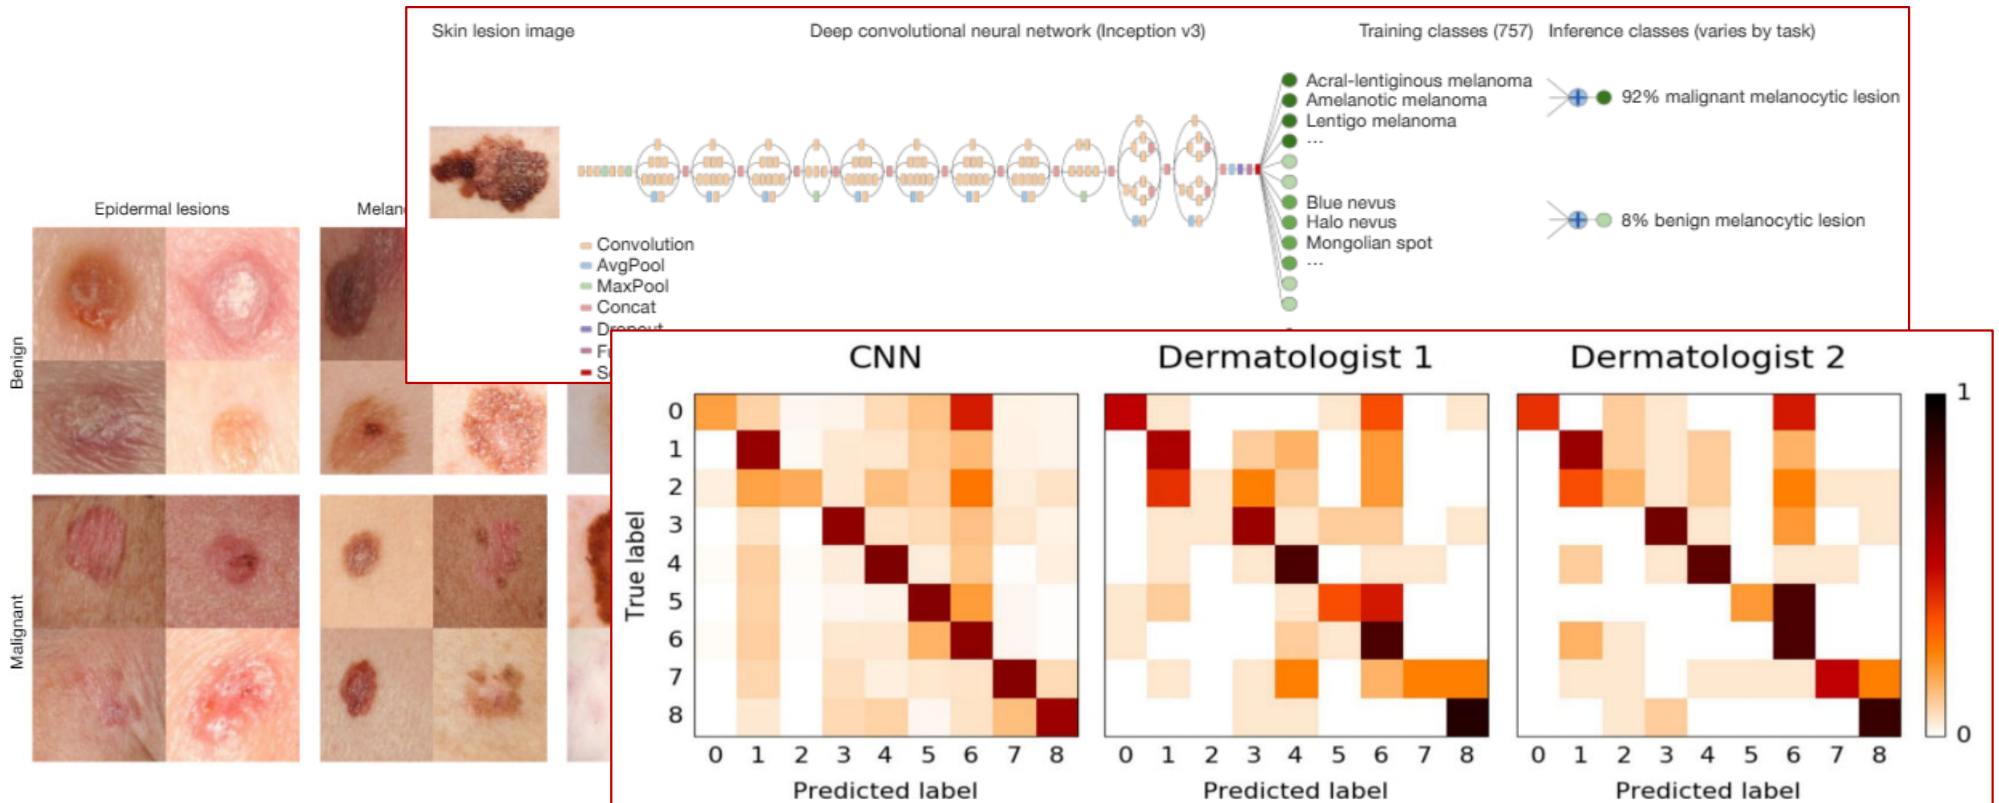 Skin lesion image
Deep convolutional neural network (Inception v3)
Training classes (757)
Inference classes (varies by task)
Acral-lentiginous melanoma
Amelanotic melanoma
Lentigo melanoma
...
Blue nevus
Halo nevus
Mongolian spot
...
92% malignant melanocytic lesion
8% benign melanocytic lesion
Convolution
AvgPool
MaxPool
Concat
Dropout
Epidermal lesions
Benign
Malignant
CNN
Dermatologist 1
Dermatologist 2
True label
0
1
2
3
4
5
6
7
8
0 1 2 3 4 5 6 7 8
0 1 2 3 4 5 6 7 8
0 1 2 3 4 5 6 7 8
Predicted label
Predicted label
Predicted label
1
0